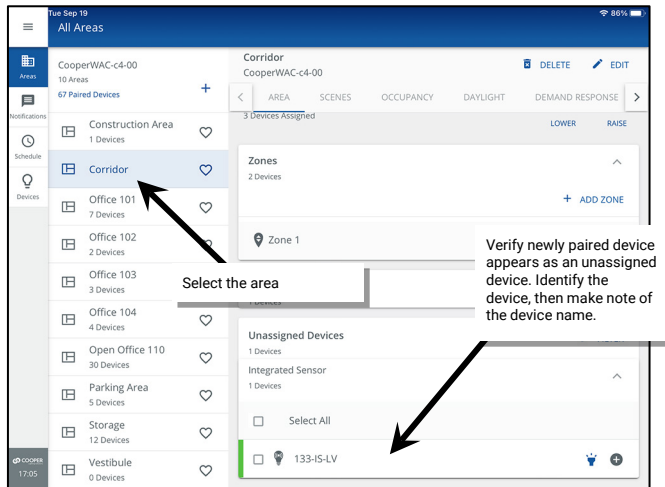 Tue Sep 19
86%
All Areas
Areas
Notifications
Schedule
Devices
COOPER
17:05
CooperWAC-c4-00
10 Areas
67 Paired Devices
+
Construction Area
1 Devices
Corridor
Office 101
7 Devices
Office 102
2 Devices
Office 103
3 Devices
Office 104
4 Devices
Open Office 110
30 Devices
Parking Area
5 Devices
Storage
12 Devices
Vestibule
0 Devices
Corridor
CooperWAC-c4-00
DELETE
EDIT
AREA SCENES OCCUPANCY DAYLIGHT DEMAND RESPONSE
3 Devices Assigned
LOWER RAISE
Zones
2 Devices
+ ADD ZONE
Zone 1
Select the area
1 Devices
Verify newly paired device
appears as an unassigned
device. Identify the
device, then make note of
the device name.
Unassigned Devices
1 Devices
Integrated Sensor
1 Devices
Select All
133-IS-LV